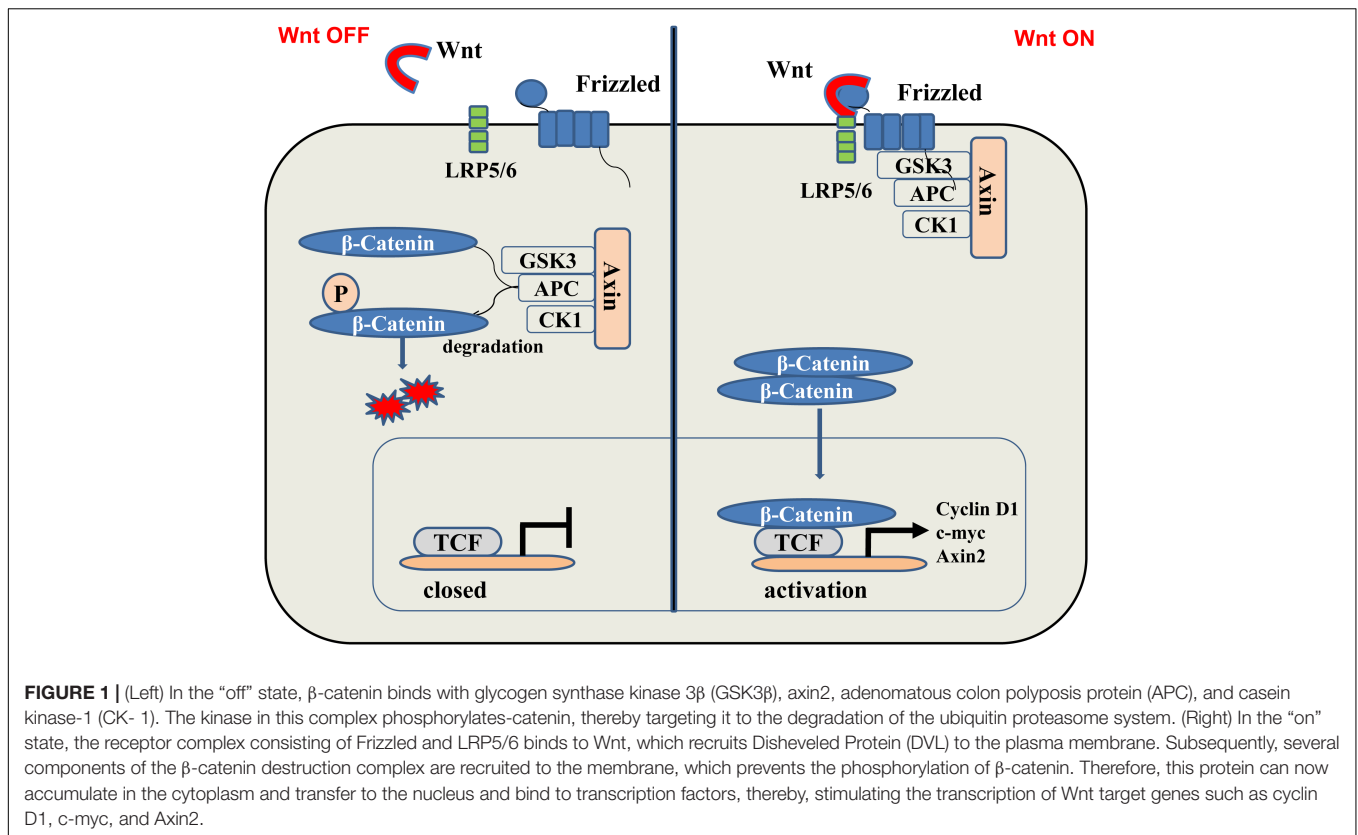 Wnt OFF
Wnt
Frizzled
LRP5/6
β-Catenin
GSK3
APC
CK1
Axin
P
β-Catenin
degradation
TCF
closed
Wnt ON
Wnt
Frizzled
LRP5/6
GSK3
APC
CK1
Axin
β-Catenin
β-Catenin
β-Catenin
TCF
Cyclin D1
c-myc
Axin2
activation
FIGURE 1 | (Left) In the “off” state, β-catenin binds with glycogen synthase kinase 3β (GSK3β), axin2, adenomatous colon polyposis protein (APC), and casein
kinase-1 (CK- 1). The kinase in this complex phosphorylates-catenin, thereby targeting it to the degradation of the ubiquitin proteasome system. (Right) In the “on”
state, the receptor complex consisting of Frizzled and LRP5/6 binds to Wnt, which recruits Disheveled Protein (DVL) to the plasma membrane. Subsequently, several
components of the β-catenin destruction complex are recruited to the membrane, which prevents the phosphorylation of β-catenin. Therefore, this protein can now
accumulate in the cytoplasm and transfer to the nucleus and bind to transcription factors, thereby, stimulating the transcription of Wnt target genes such as cyclin
D1, c-myc, and Axin2.